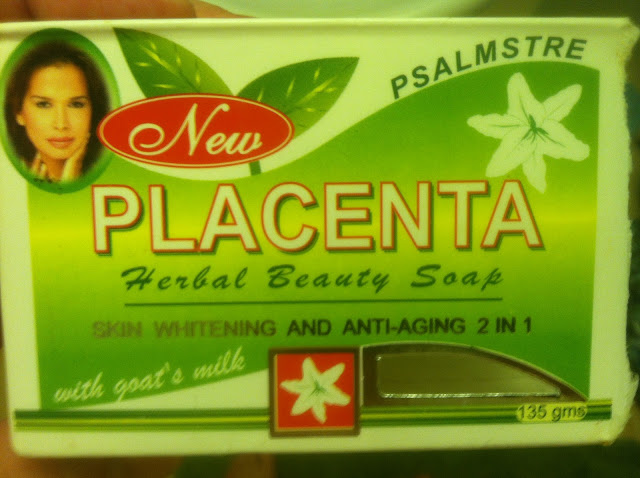 PSALMSTRE
New
PLACENTA
Herbal Beauty Soap
SKIN WHITENING AND ANTI-AGING 2 IN 1
with goat's milk
135 gms